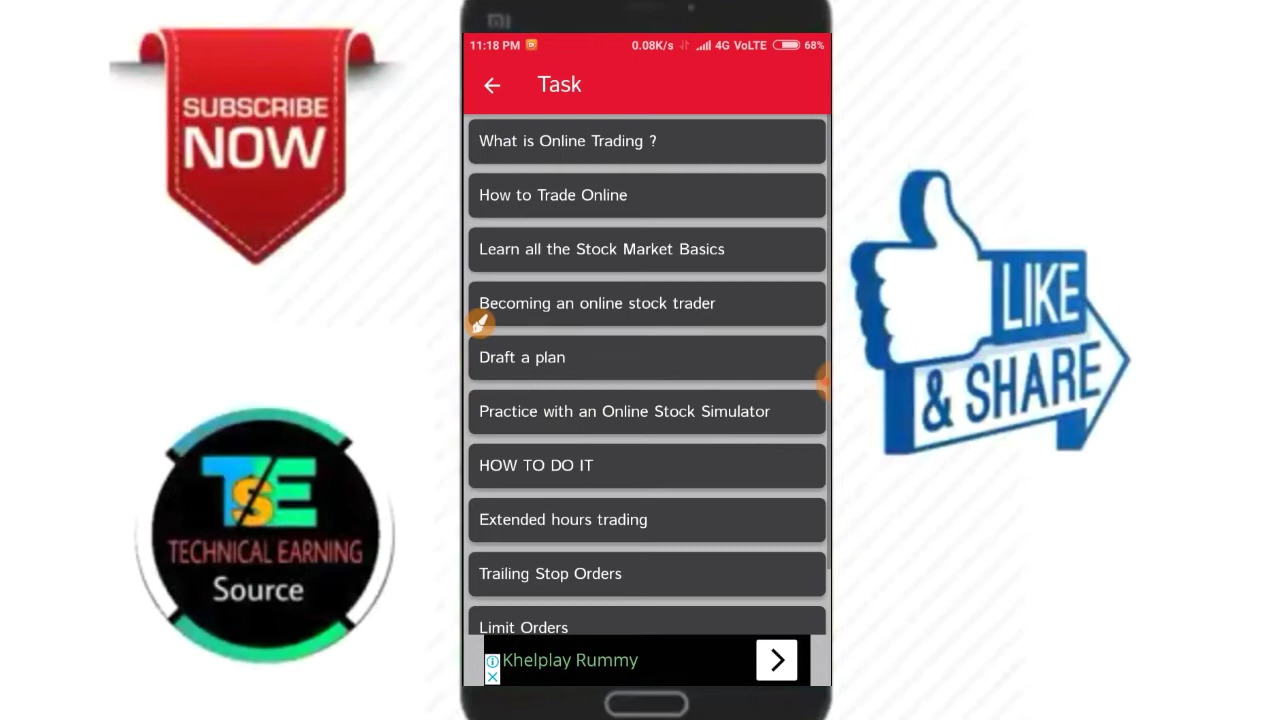 SUBSCRIBE
NOW
TSE
TECHNICAL EARNING
Source
mi
11:18 PM
0.08K/s
4G VoLTE
68%
Task
What is Online Trading ?
How to Trade Online
Learn all the Stock Market Basics
Becoming an online stock trader
Draft a plan
Practice with an Online Stock Simulator
HOW TO DO IT
Extended hours trading
Trailing Stop Orders
Limit Orders
Khelplay Rummy
LIKE
& SHARE